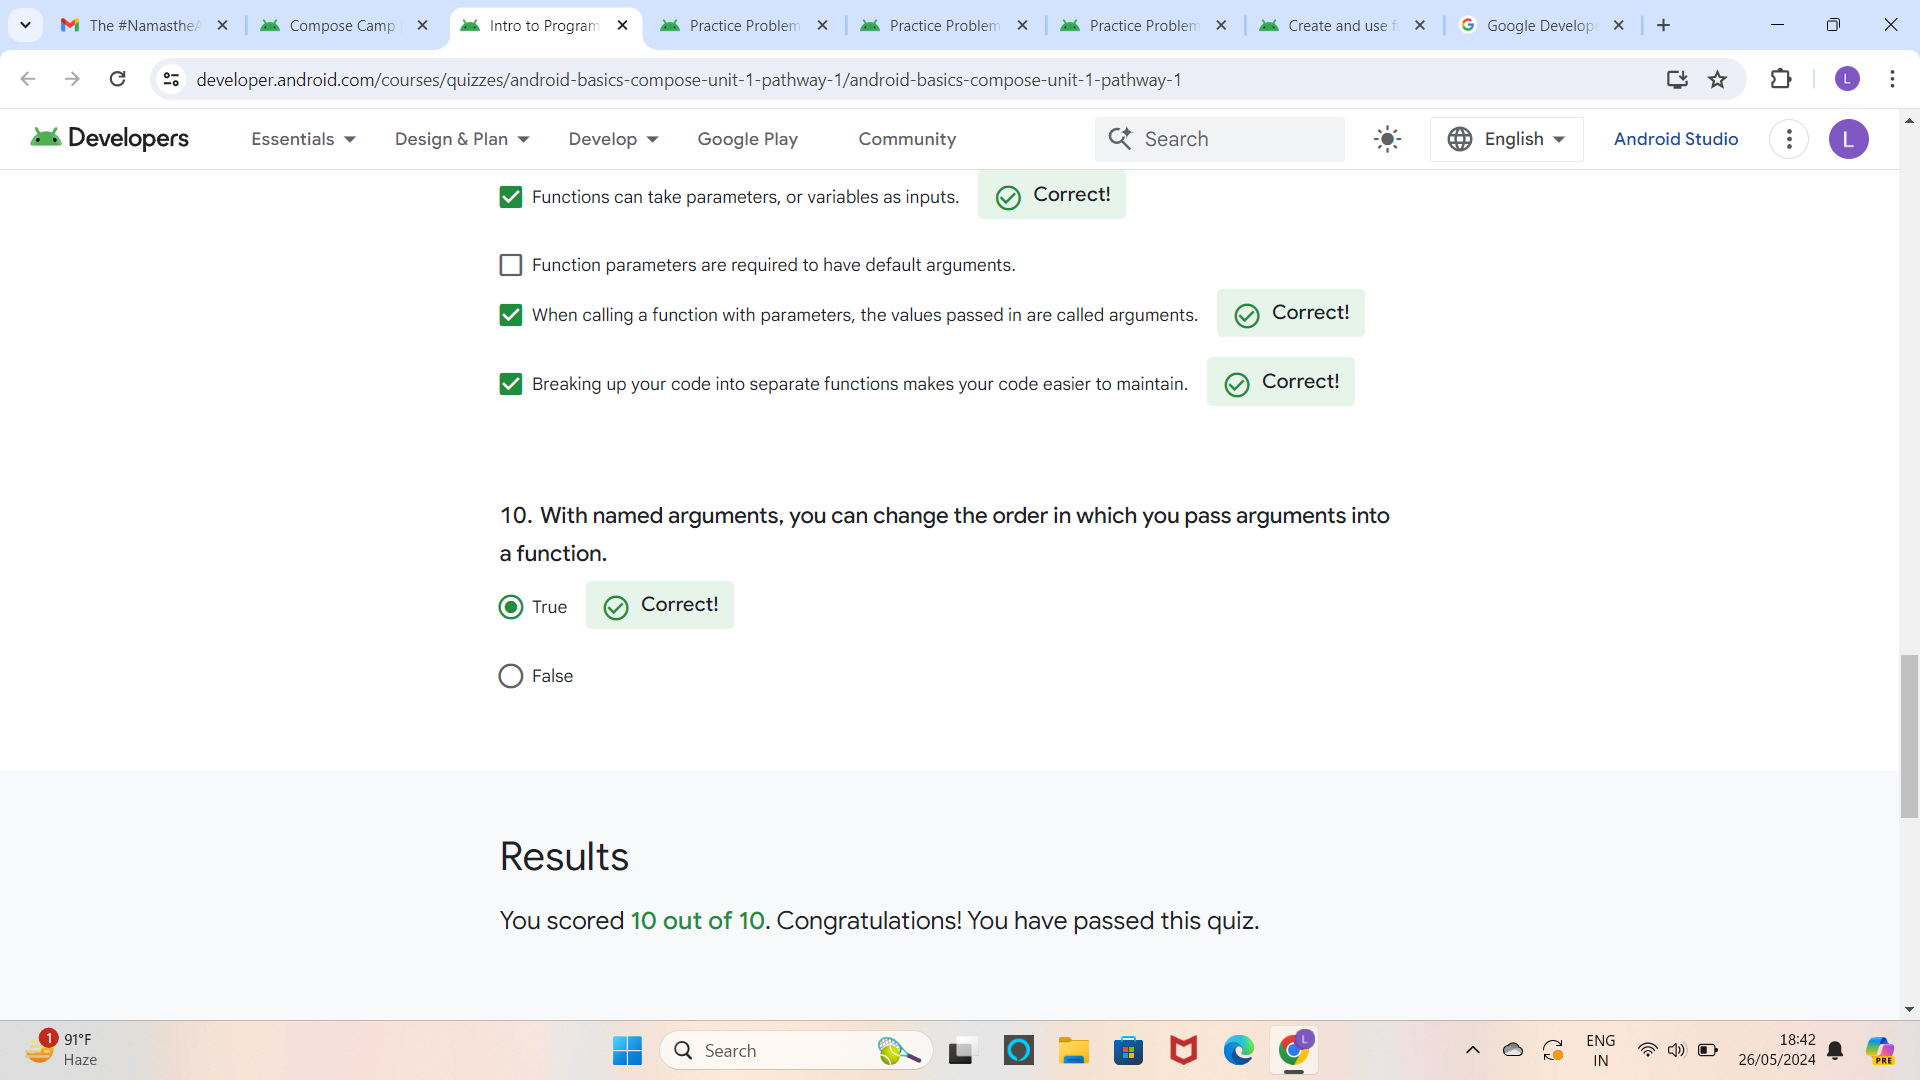 The #NamastheA
Compose Camp
Intro to Program
Practice Problem
Practice Problem
Practice Problem
Create and use f
Google Develop
developer.android.com/courses/quizzes/android-basics-compose-unit-1-pathway-1/android-basics-compose-unit-1-pathway-1
L
Developers
Essentials
Design & Plan
Develop
Google Play
Community
Search
English
Android Studio
L
Functions can take parameters, or variables as inputs.
Correct!
Function parameters are required to have default arguments.
When calling a function with parameters, the values passed in are called arguments.
Correct!
Breaking up your code into separate functions makes your code easier to maintain.
Correct!
10. With named arguments, you can change the order in which you pass arguments into
a function.
True
Correct!
False
Results
You scored 10 out of 10. Congratulations! You have passed this quiz.
1
91°F
Haze
Search
L
ENG
IN
18:42
26/05/2024
PRE